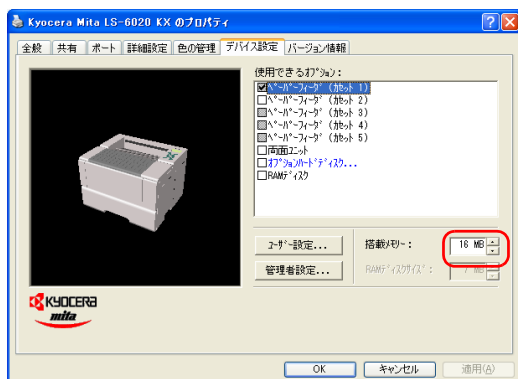 Kyocera Mita LS-6020 KX のプロパティ
全般 共有 ポート 詳細設定 色の管理 デバイス設定 バージョン情報
使用できるｵﾌﾟｼｮﾝ：
ﾍﾟｰﾊﾟｰﾌｨｰﾀﾞ (ｶｾｯﾄ 1)
ﾍﾟｰﾊﾟｰﾌｨｰﾀﾞ (ｶｾｯﾄ 2)
ﾍﾟｰﾊﾟｰﾌｨｰﾀﾞ (ｶｾｯﾄ 3)
ﾍﾟｰﾊﾟｰﾌｨｰﾀﾞ (ｶｾｯﾄ 4)
ﾍﾟｰﾊﾟｰﾌｨｰﾀﾞ (ｶｾｯﾄ 5)
両面ﾕﾆｯﾄ
ｵﾌﾟｼｮﾝﾊｰﾄﾞﾃﾞｨｽｸ...
RAMﾃﾞｨｽｸ
ﾕｰｻﾞｰ設定... 搭載ﾒﾓﾘｰ： 16 MB
管理者設定... RAMﾃﾞｨｽｸｻｲｽﾞ： 7 MB
KYOCERA
mita
OK キャンセル 適用(A)